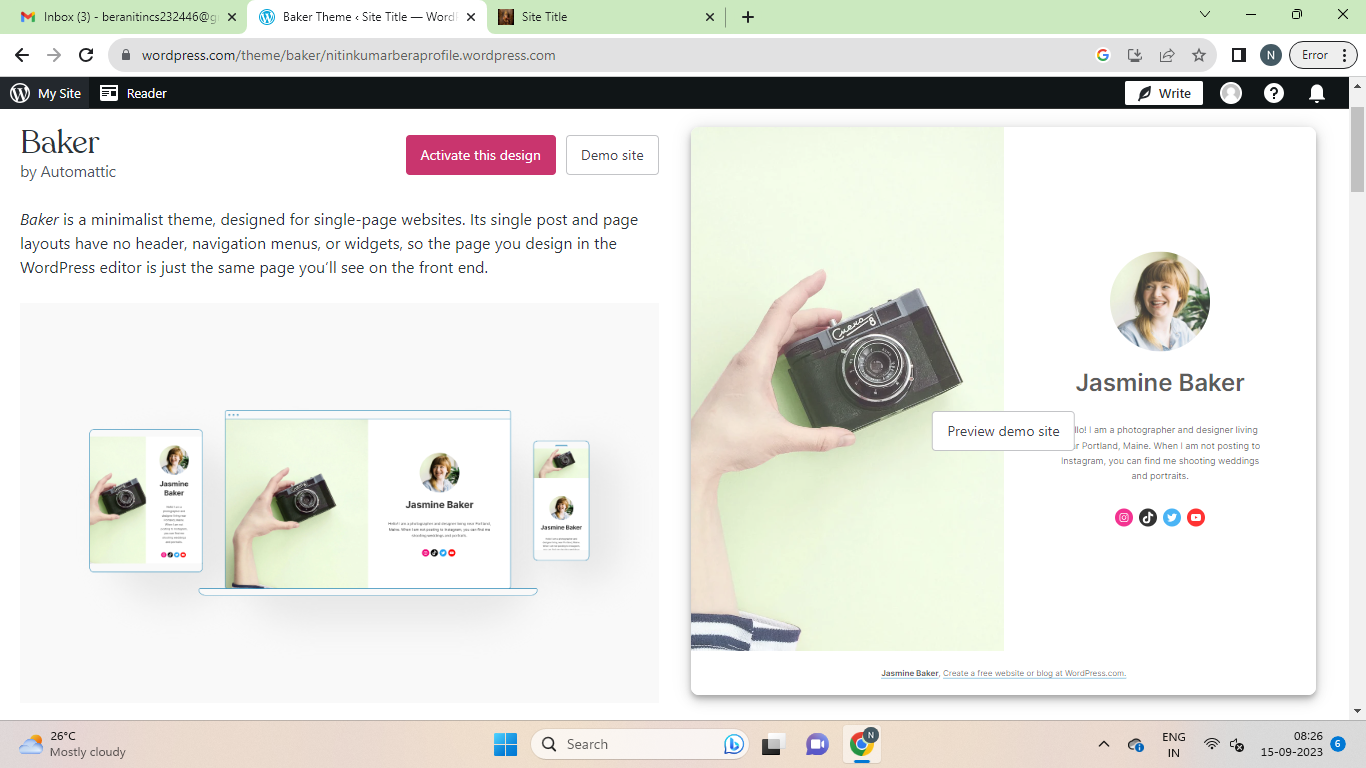 Inbox (3) - beranitincs232446@g
Baker Theme ‹ Site Title — Word
Site Title
wordpress.com/theme/baker/nitinkumarberaprofile.wordpress.com
N
Error
My Site
Reader
Write
Baker
by Automattic
Activate this design
Demo site
Baker is a minimalist theme, designed for single-page websites. Its single post and page
layouts have no header, navigation menus, or widgets, so the page you design in the
WordPress editor is just the same page you’ll see on the front end.
Jasmine
Baker
Jasmine Baker
Jasmine Baker
Смена
8
Jasmine Baker
Preview demo site
llo! I am a photographer and designer living
r Portland, Maine. When I am not posting to
Instagram, you can find me shooting weddings
and portraits.
Jasmine Baker, Create a free website or blog at WordPress.com.
26°C
Mostly cloudy
Search
N
ENG
IN
08:26
15-09-2023
6